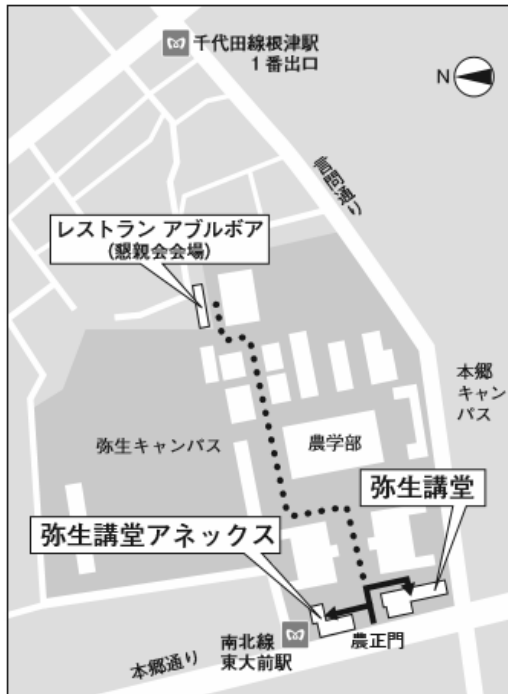 千代田線根津駅
1番出口
N
言問通り
レストラン アブルボア
(懇親会会場)
本郷
キャン
パス
弥生キャンパス
農学部
弥生講堂
弥生講堂アネックス
南北線
東大前駅
農正門
本郷通り